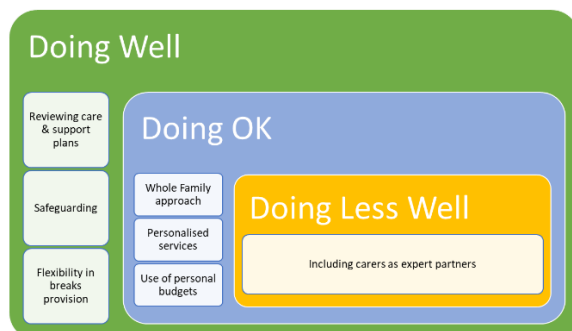 Doing Well
Reviewing care
& support
plans
Safeguarding
Flexibility in
breaks
provision
Doing OK
Whole Family
approach
Personalised
services
Use of personal
budgets
Doing Less Well
Including carers as expert partners